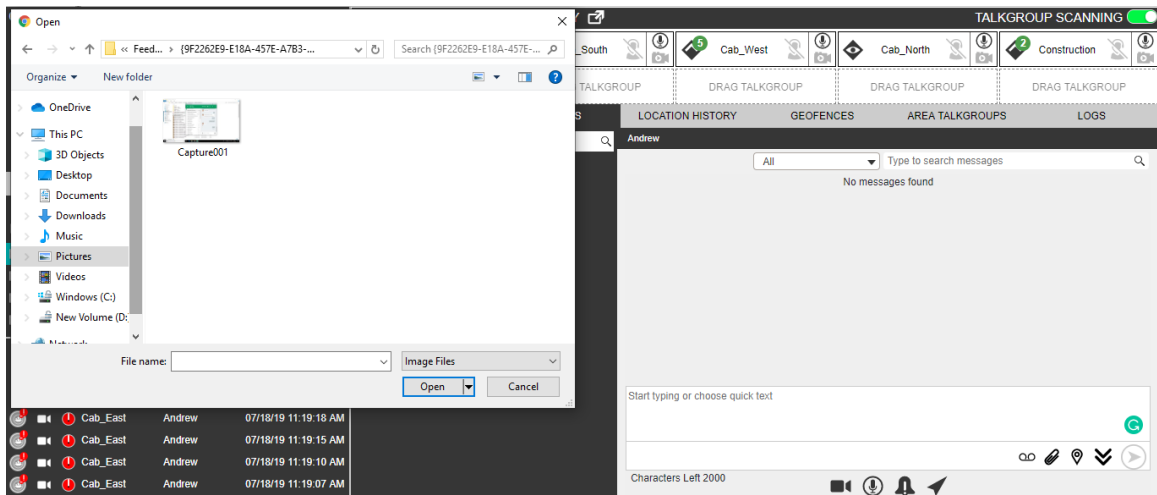 Open
« Feed... › {9F2262E9-E18A-457E-A7B3-...
Search {9F2262E9-E18A-457E-...
Organize
New folder
OneDrive
This PC
3D Objects
Desktop
Documents
Downloads
Music
Pictures
Videos
Windows (C:)
New Volume (D:
Capture001
File name:
Image Files
Open
Cancel
TALKGROUP SCANNING
_South
5
Cab_West
Cab_North
2
Construction
TALKGROUP
DRAG TALKGROUP
DRAG TALKGROUP
DRAG TALKGROUP
S
LOCATION HISTORY
GEOFENCES
AREA TALKGROUPS
LOGS
Andrew
All
Type to search messages
No messages found
Start typing or choose quick text
Characters Left 2000
Cab_East Andrew 07/18/19 11:19:18 AM
Cab_East Andrew 07/18/19 11:19:15 AM
Cab_East Andrew 07/18/19 11:19:10 AM
Cab_East Andrew 07/18/19 11:19:07 AM